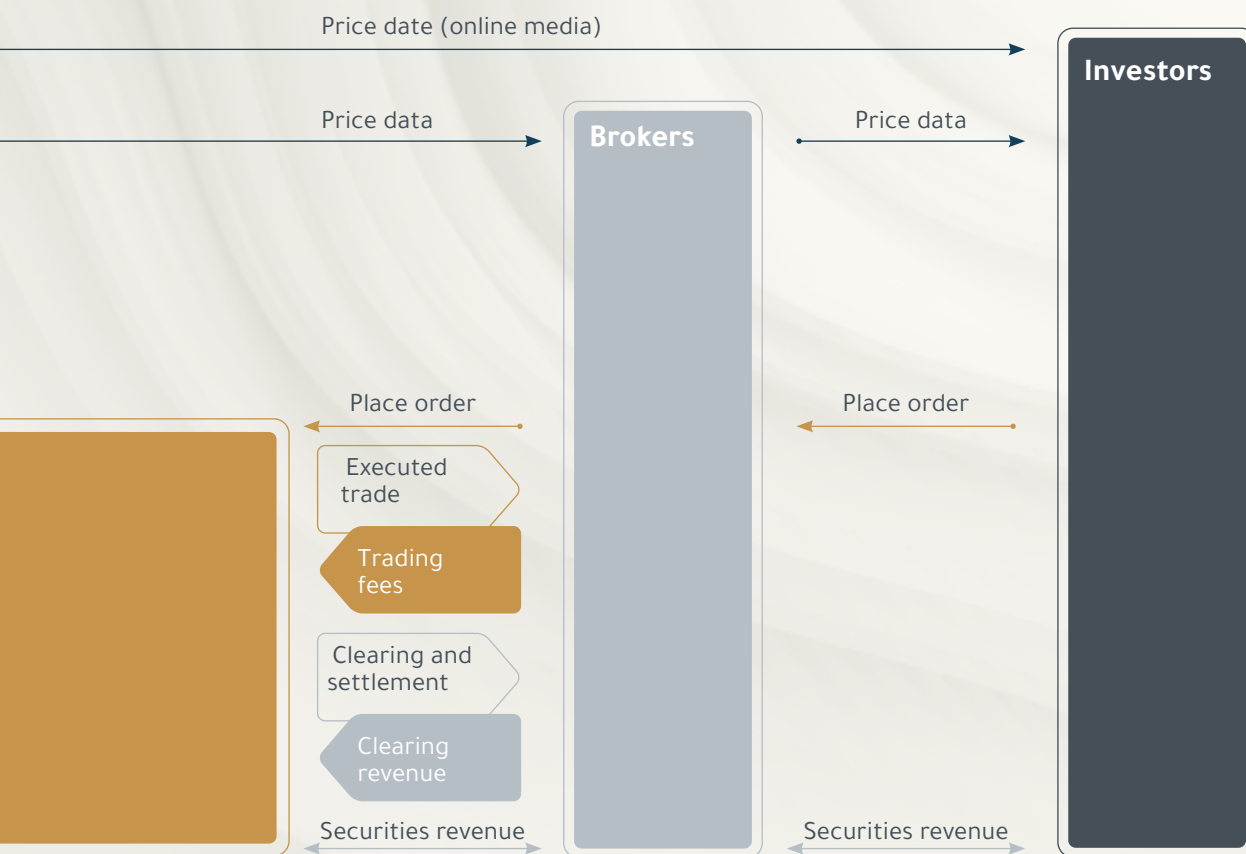 Price date (online media)
Investors
Price data
Brokers
Price data
Place order
Place order
Executed
trade
Trading
fees
Clearing and
settlement
Clearing
revenue
Securities revenue
Securities revenue